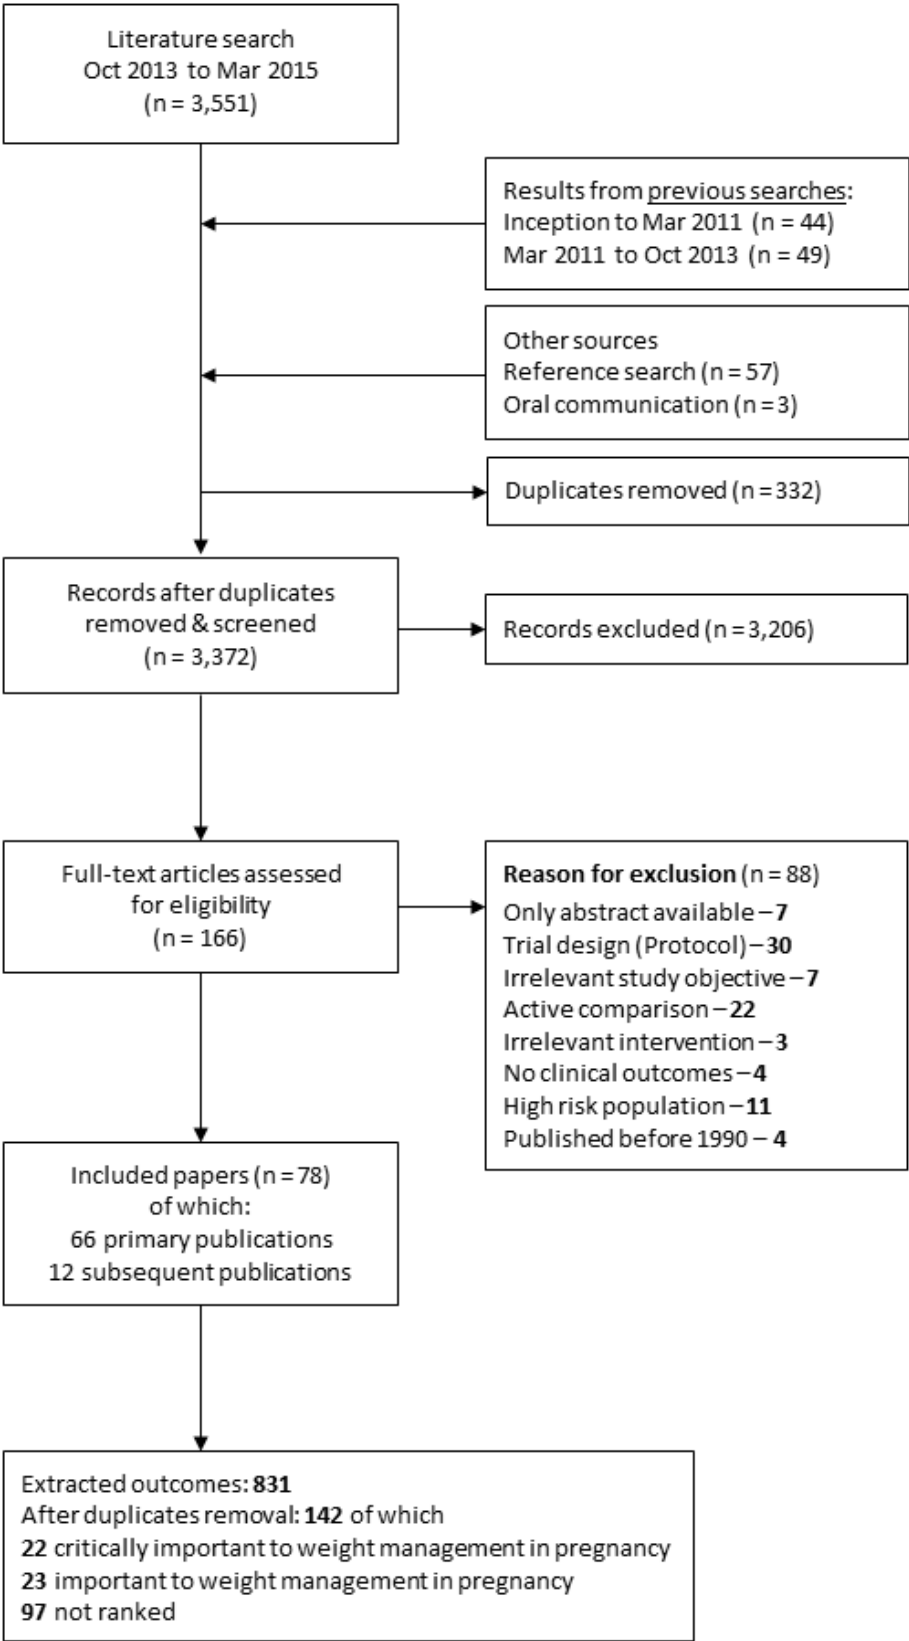 Literature search
Oct 2013 to Mar 2015
(n = 3,551)
Results from previous searches:
Inception to Mar 2011 (n = 44)
Mar 2011 to Oct 2013 (n = 49)
Other sources
Reference search (n = 57)
Oral communication (n = 3)
Duplicates removed (n = 332)
Records after duplicates
removed & screened
(n = 3,372)
Records excluded (n = 3,206)
Full-text articles assessed
for eligibility
(n = 166)
Reason for exclusion (n = 88)
Only abstract available – 7
Trial design (Protocol) – 30
Irrelevant study objective – 7
Active comparison – 22
Irrelevant intervention – 3
No clinical outcomes – 4
High risk population – 11
Published before 1990 – 4
Included papers (n = 78)
of which:
66 primary publications
12 subsequent publications
Extracted outcomes: 831
After duplicates removal: 142 of which
22 critically important to weight management in pregnancy
23 important to weight management in pregnancy
97 not ranked